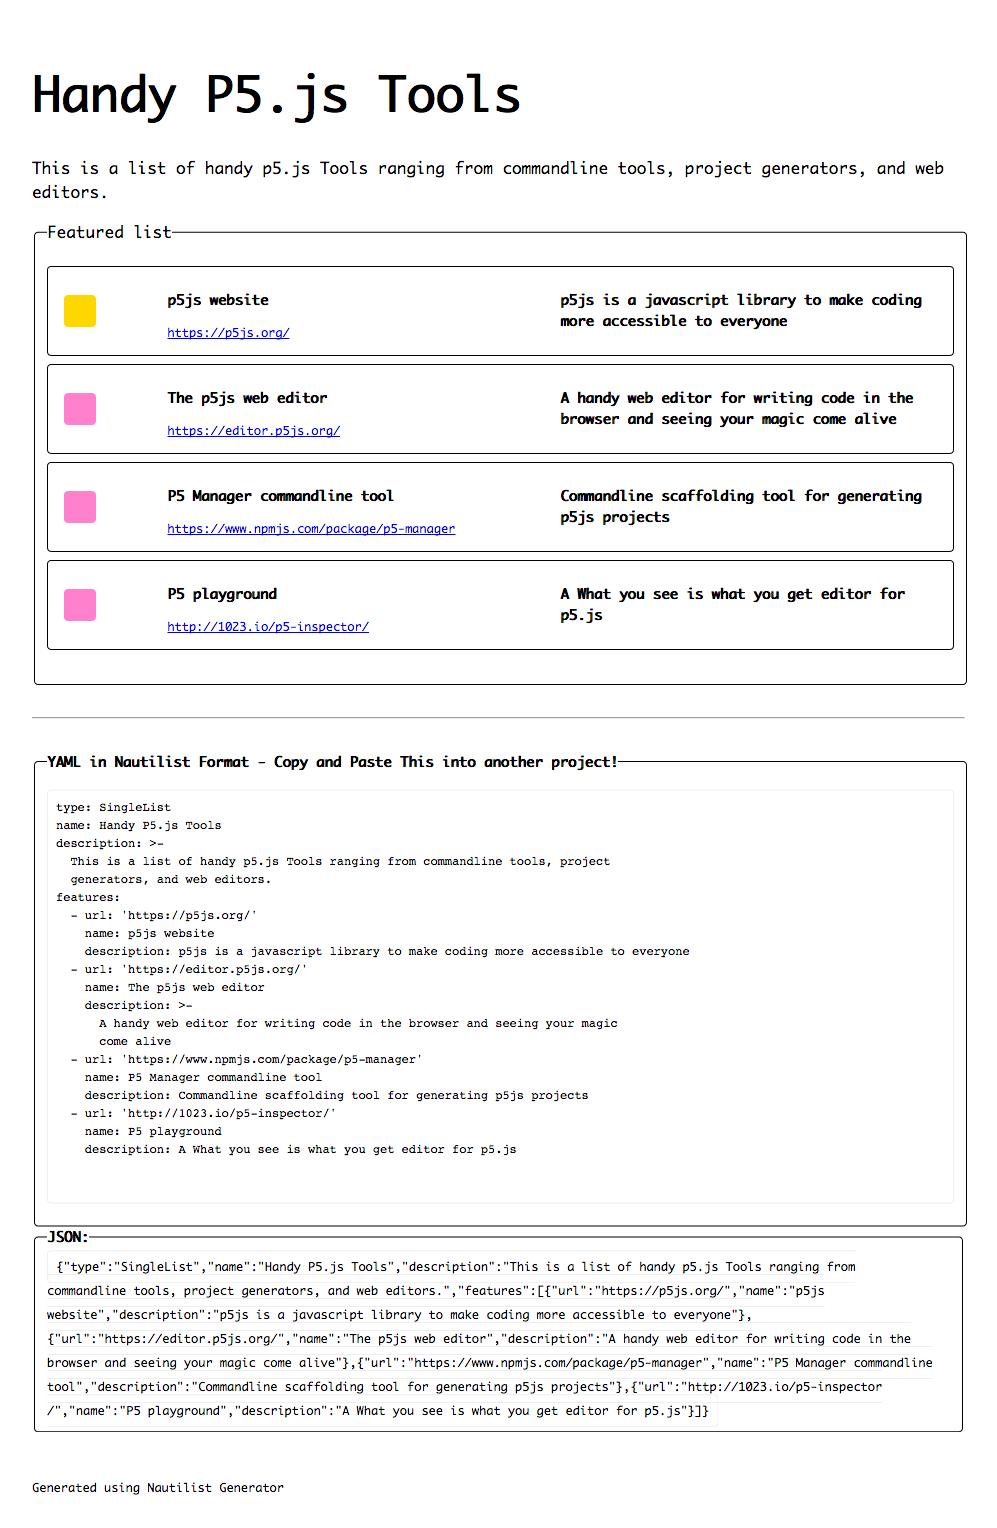 Handy P5.js Tools
This is a list of handy p5.js Tools ranging from commandline tools, project generators, and web
editors.
Featured list
p5js website
https://p5js.org/
p5js is a javascript library to make coding
more accessible to everyone
The p5js web editor
https://editor.p5js.org/
A handy web editor for writing code in the
browser and seeing your magic come alive
P5 Manager commandline tool
https://www.npmjs.com/package/p5-manager
Commandline scaffolding tool for generating
p5js projects
P5 playground
http://1023.io/p5-inspector/
A What you see is what you get editor for
p5.js
YAML in Nautilist Format - Copy and Paste This into another project!
type: SingleList
name: Handy P5.js Tools
description: >-
  This is a list of handy p5.js Tools ranging from commandline tools, project
  generators, and web editors.
features:
  - url: 'https://p5js.org/'
    name: p5js website
    description: p5js is a javascript library to make coding more accessible to everyone
  - url: 'https://editor.p5js.org/'
    name: The p5js web editor
    description: >-
      A handy web editor for writing code in the browser and seeing your magic
      come alive
  - url: 'https://www.npmjs.com/package/p5-manager'
    name: P5 Manager commandline tool
    description: Commandline scaffolding tool for generating p5js projects
  - url: 'http://1023.io/p5-inspector/'
    name: P5 playground
    description: A What you see is what you get editor for p5.js
JSON:
{"type":"SingleList","name":"Handy P5.js Tools","description":"This is a list of handy p5.js Tools ranging from
commandline tools, project generators, and web editors.","features":[{"url":"https://p5js.org/","name":"p5js
website","description":"p5js is a javascript library to make coding more accessible to everyone"},
{"url":"https://editor.p5js.org/","name":"The p5js web editor","description":"A handy web editor for writing code in the
browser and seeing your magic come alive"},{"url":"https://www.npmjs.com/package/p5-manager","name":"P5 Manager commandline
tool","description":"Commandline scaffolding tool for generating p5js projects"},{"url":"http://1023.io/p5-inspector
/","name":"P5 playground","description":"A What you see is what you get editor for p5.js"}]}
Generated using Nautilist Generator